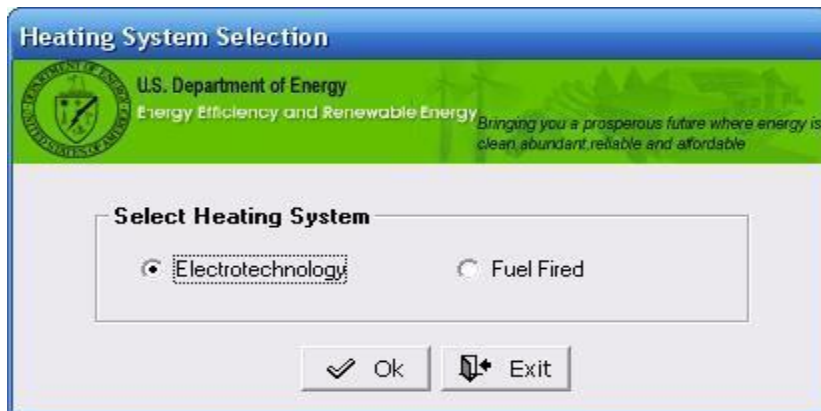 Heating System Selection
U.S. Department of Energy
Energy Efficiency and Renewable Energy
Bringing you a prosperous future where energy is
clean,abundant,reliable and affordable
Select Heating System
Electrotechnology
Fuel Fired
Ok
Exit